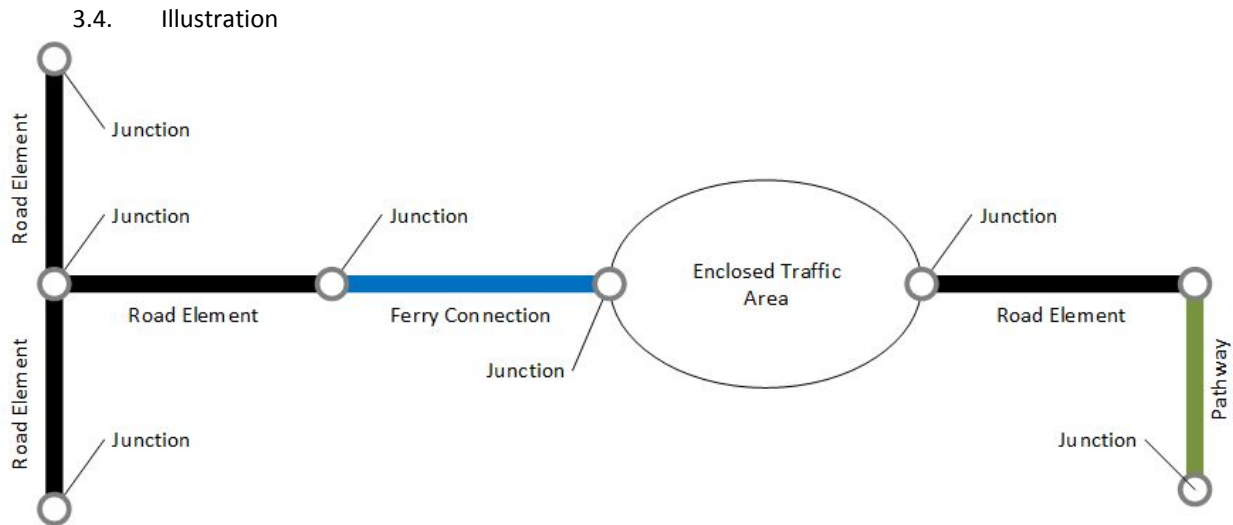 3.4. Illustration
Road Element
Junction
Junction
Junction
Junction
Enclosed Traffic
Area
Road Element
Ferry Connection
Road Element
Junction
Pathway
Road Element
Junction
Junction